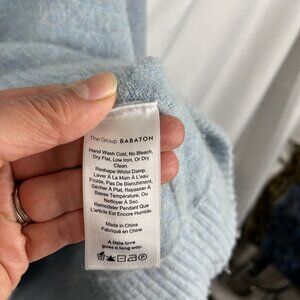 The Group BABATON
Hand Wash Cold, No Bleach,
Dry Flat, Low Iron, Or Dry
Clean.
Reshape Whilst Damp.
Laver À La Main À L'Eau
Froide, Pas De Blanchiment,
Sécher À Plat, Repasser À
Basse Température, Ou
Nettoyer À Sec.
Remodeler Pendant Que
L'article Est Encore Humide.
Made in China
Fabriqué en Chine
A little love
goes a long way.